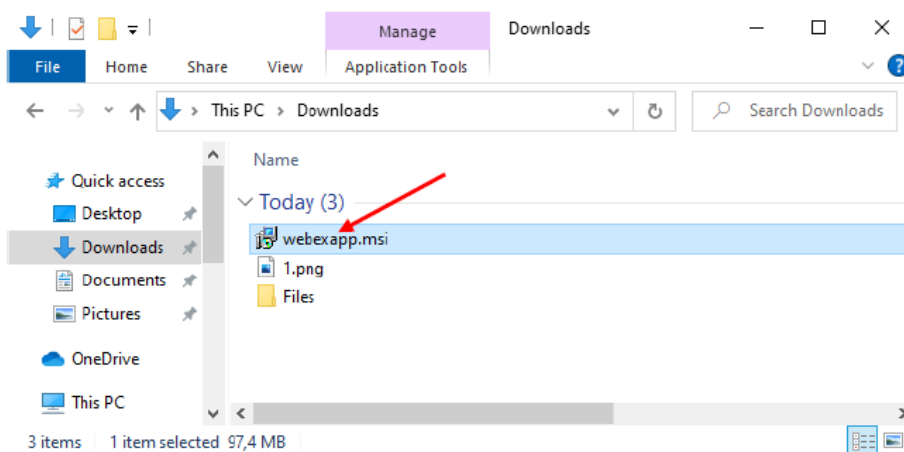 Manage
Downloads
File
Home
Share
View
Application Tools
?
This PC > Downloads
Search Downloads
Quick access
Desktop
Downloads
Documents
Pictures
OneDrive
This PC
Name
Today (3)
webexapp.msi
1.png
Files
3 items
1 item selected 97,4 MB